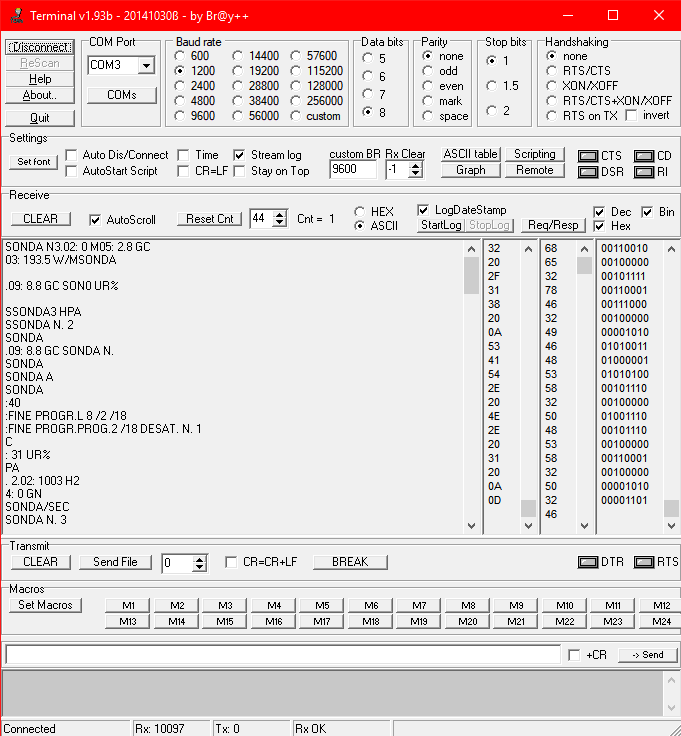 Terminal v1.93b - 20141030ß - by Br@y++
Disconnect
ReScan
Help
About..
Quit
COM Port
COM3
COMs
Baud rate
600 14400 57600
1200 19200 115200
2400 28800 128000
4800 38400 256000
9600 56000 custom
Data bits
5
6
7
8
Parity
none
odd
even
mark
space
Stop bits
1
1.5
2
Handshaking
none
RTS/CTS
XON/XOFF
RTS/CTS+XON/XOFF
RTS on TX invert
Settings
Set font
Auto Dis/Connect Time Stream log
AutoStart Script CR=LF Stay on Top
custom BR Rx Clear
9600 -1
ASCII table Scripting
Graph Remote
CTS CD
DSR RI
Receive
CLEAR AutoScroll Reset Cnt 44 Cnt = 1
HEX
ASCII
LogDateStamp
StartLog StopLog Req/Resp
Dec Bin
Hex
SONDA N3.02: 0 M05: 2.8 GC
03: 193.5 W/MSONDA
.09: 8.8 GC SON0 UR%
SSONDA3 HPA
SSONDA N. 2
SONDA
.09: 8.8 GC SONDA N.
SONDA
SONDA A
SONDA
:40
:FINE PROGR.L 8 /2 /18
:FINE PROGR.PROG.2 /18 DESAT. N. 1
C
: 31 UR%
PA
. 2.02: 1003 H2
4: 0 GN
SONDA/SEC
SONDA N. 3
32
20
2F
31
38
20
0A
53
41
54
2E
20
4E
2E
20
31
20
0A
0D
68
65
32
78
46
32
49
46
48
53
58
32
50
48
53
58
32
50
32
46
00110010
00100000
00101111
00110001
00111000
00100000
00001010
01010011
01000001
01010100
00101110
00100000
01001110
00101110
00100000
00110001
00100000
00001010
00001101
Transmit
CLEAR Send File 0 CR=CR+LF BREAK DTR RTS
Macros
Set Macros
M1 M2 M3 M4 M5 M6 M7 M8 M9 M10 M11 M12
M13 M14 M15 M16 M17 M18 M19 M20 M21 M22 M23 M24
+CR -> Send
Connected Rx: 10097 Tx: 0 Rx OK